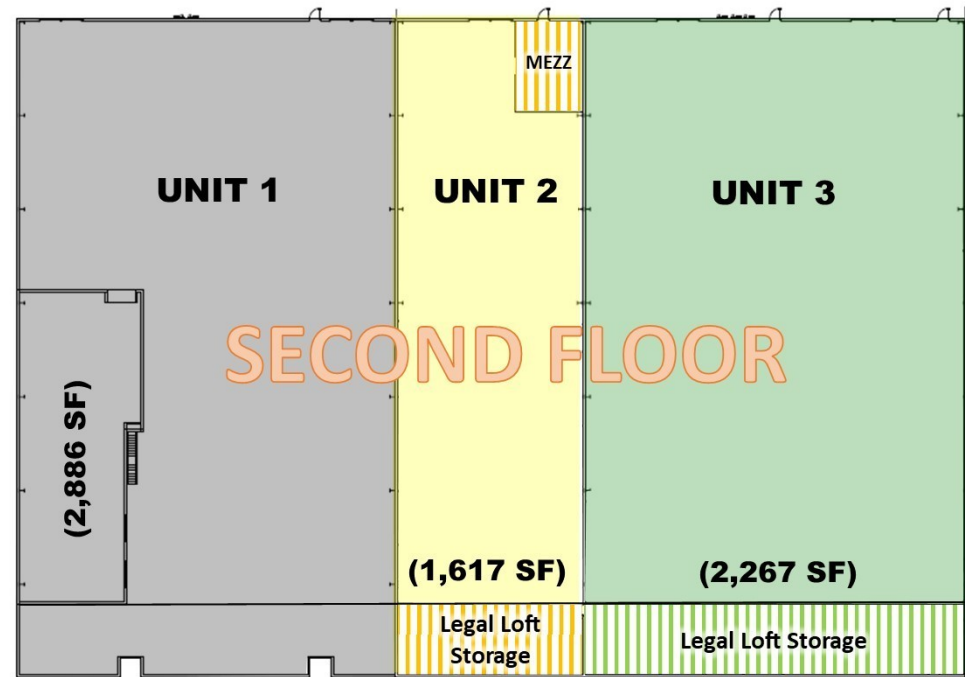 MEZZ
UNIT 1
UNIT 2
UNIT 3
SECOND FLOOR
(2,886 SF)
(1,617 SF)
(2,267 SF)
Legal Loft
Storage
Legal Loft Storage